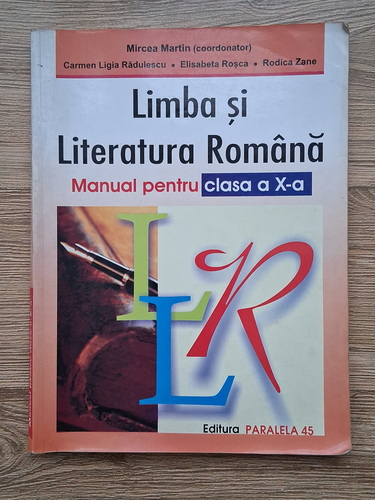 Mircea Martin (coordonator)
Carmen Ligia Rădulescu • Elisabeta Roșca • Rodica Zane
Limba și
Literatura Română
Manual pentru clasa a X-a
L
L
R
Editura PARALELA 45